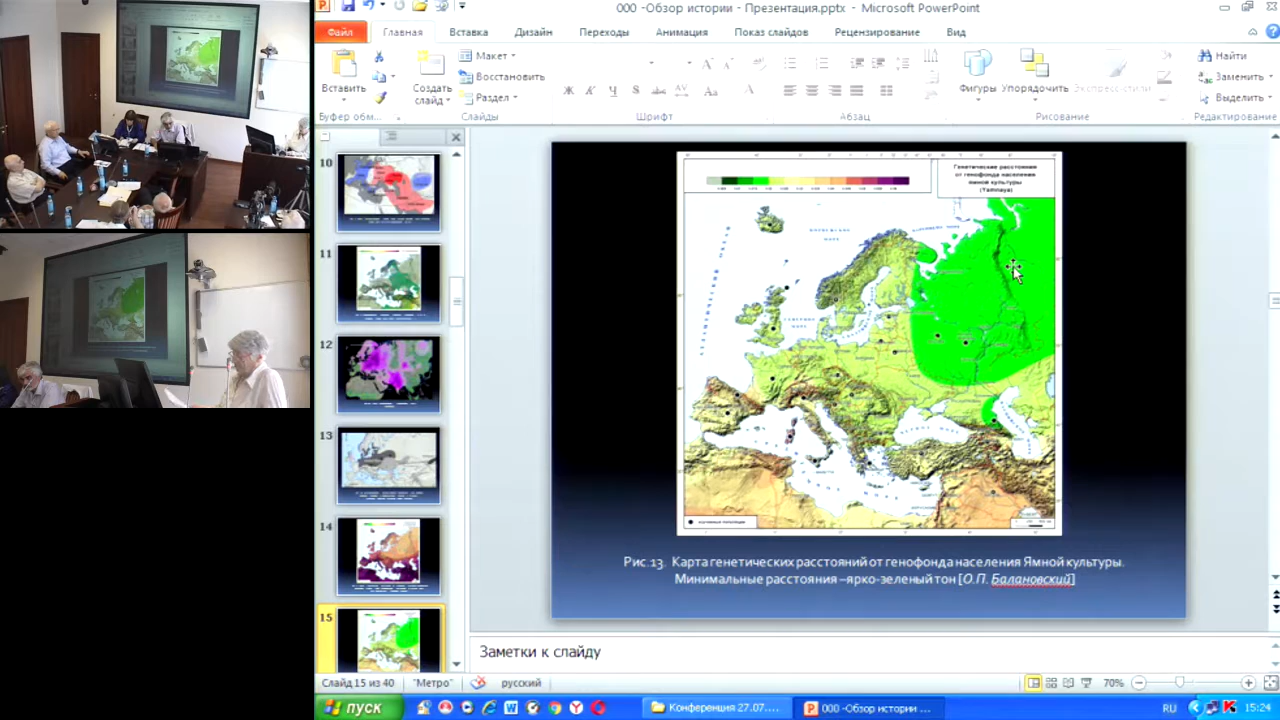 000 -Обзор истории - Презентация.pptx - Microsoft PowerPoint
Файл
Главная
Вставка
Дизайн
Переходы
Анимация
Показ слайдов
Рецензирование
Вид
Вставить
Макет
Восстановить
Раздел
Создать
слайд
Фигуры
Упорядочить
Экспресс-стили
Найти
Заменить
Выделить
Буфер обм...
Слайды
Шрифт
Абзац
Рисование
Редактирование
10
11
12
13
14
15
Генетические расстояния
от генофонда населения
ямной культуры
(Yamnaya)
Рис.13. Карта генетических расстояний от генофонда населения Ямной культуры.
Минимальные расстояния –ярко-зеленый тон [О.П. Балановский]
Заметки к слайду
Слайд 15 из 40
"Метро"
русский
70%
пуск
Конференция 27.07....
000 -Обзор истории ...
RU
15:24